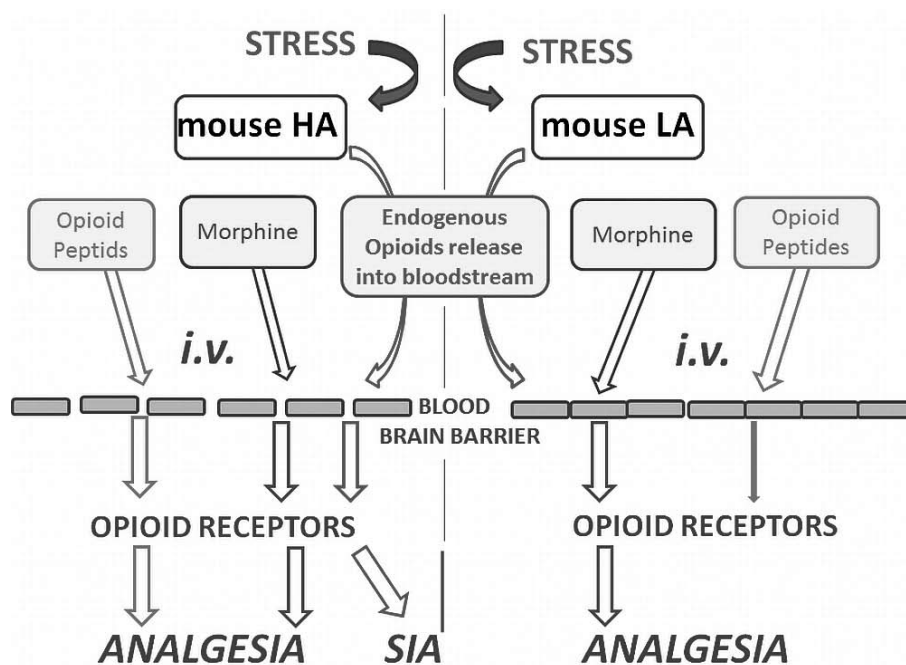 STRESS
STRESS
mouse HA
mouse LA
Opioid
Peptids
Morphine
Endogenous
Opioids release
into bloodstream
Morphine
Opioid
Peptides
i.v.
i.v.
BLOOD
BRAIN BARRIER
OPIOID RECEPTORS
OPIOID RECEPTORS
ANALGESIA
SIA
ANALGESIA